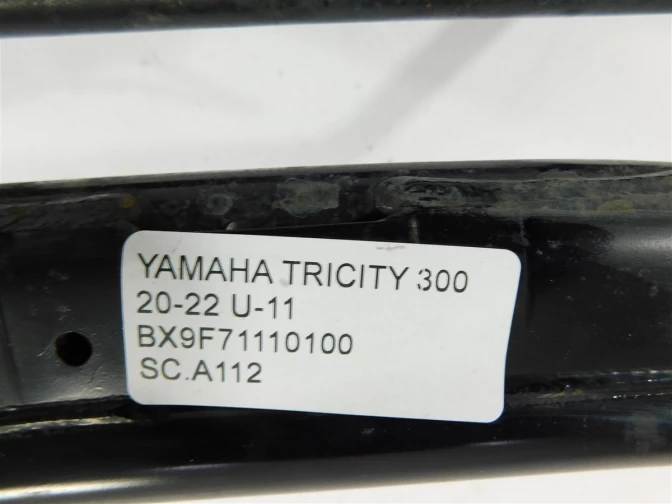 YAMAHA TRICITY 300
20-22 U-11
BX9F71110100
SC.A112